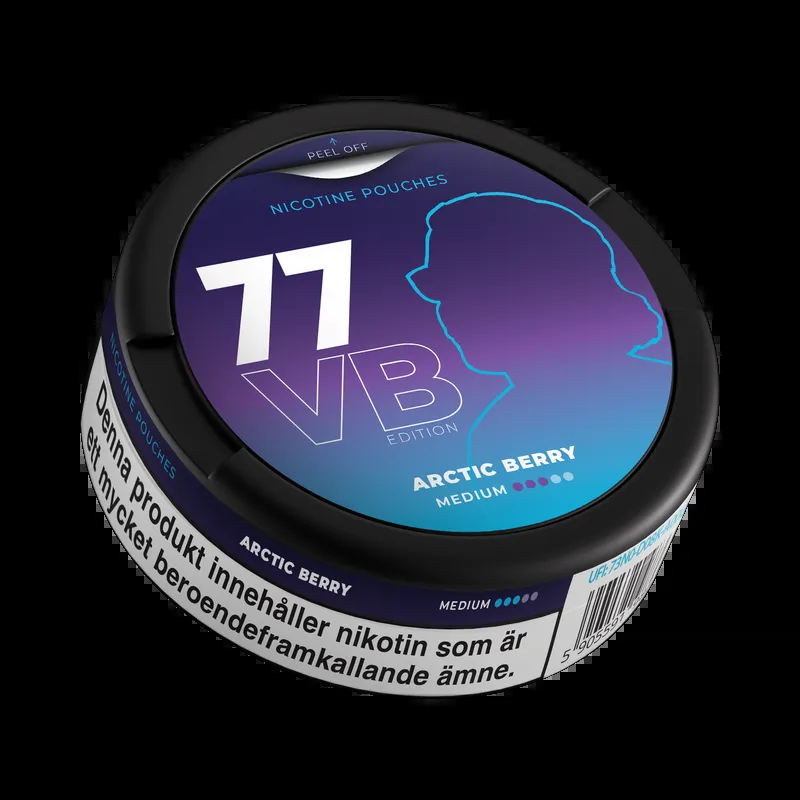 PEEL OFF
NICOTINE POUCHES
77
VB
EDITION
ARCTIC BERRY
MEDIUM
NICOTINE POUCHES
ARCTIC BERRY
MEDIUM
Denna produkt innehåller nikotin som är
ett mycket beroendeframkallande ämne.